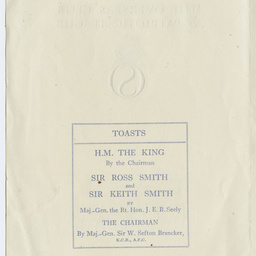 TOASTS
H.M. THE KING
By the Chairman
SIR ROSS SMITH
and
SIR KEITH SMITH
BY
Maj.-Gen. the Rt. Hon. J. E. B. Seely
THE CHAIRMAN
By Maj.-Gen. Sir W. Sefton Brancker,
K.C.B., A.F.C.